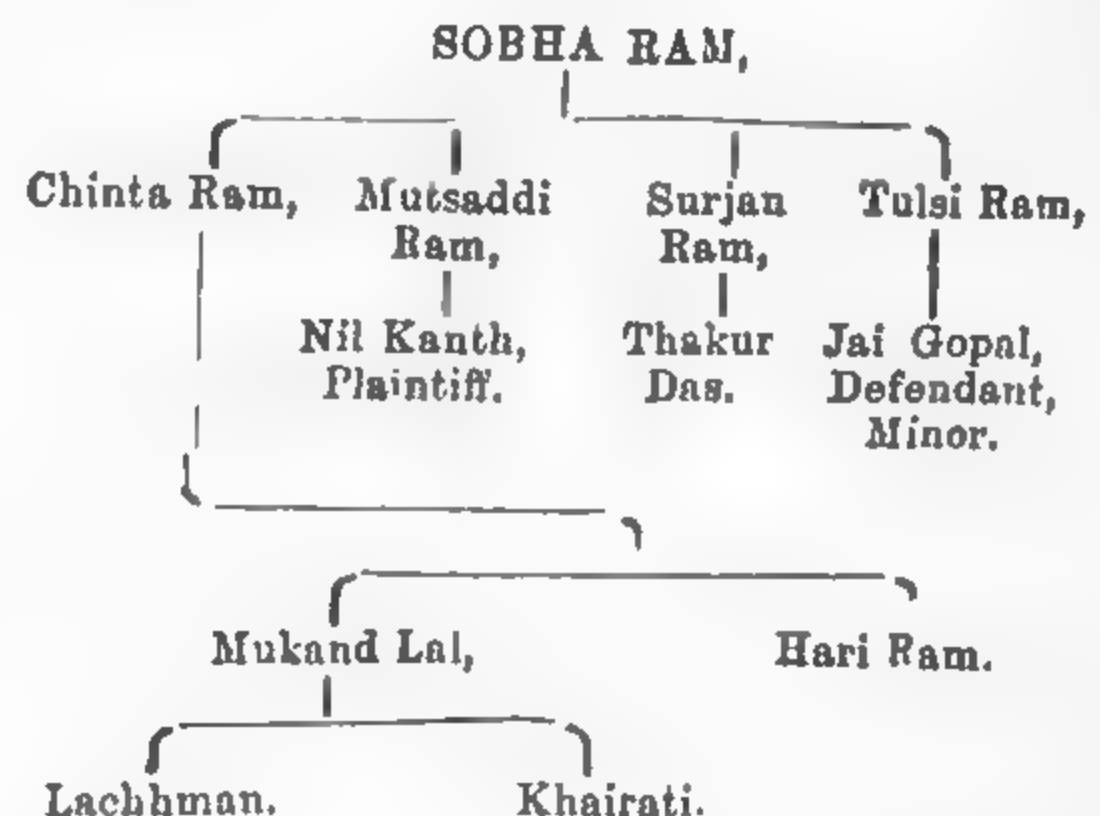 SOBHA RAM,
Chinta Ram, Mutsaddi Ram, Surjan Ram, Tulsi Ram,
Nil Kanth, Plaintiff. Thakur Das. Jai Gopal, Defendant, Minor.
Mukand Lal, Hari Ram.
Lachhman. Khairati.